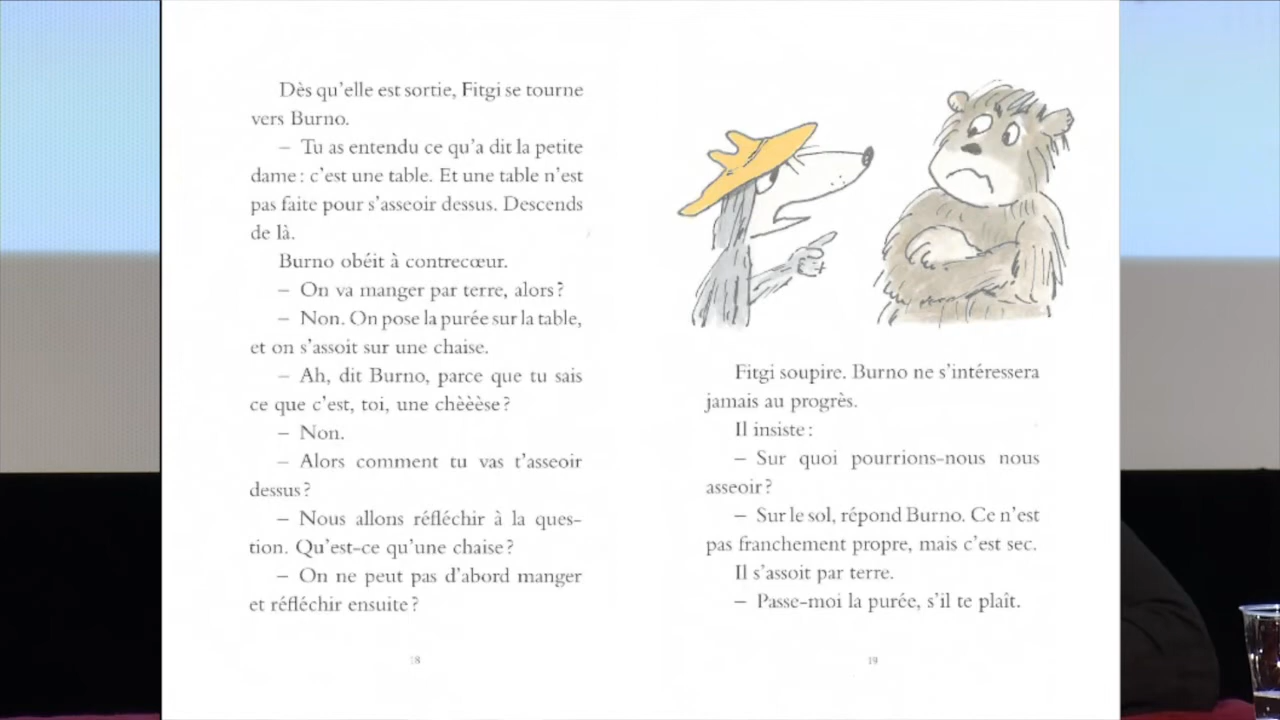 Dès qu'elle est sortie, Fitgi se tourne
vers Burno.
– Tu as entendu ce qu'a dit la petite
dame : c'est une table. Et une table n'est
pas faite pour s'asseoir dessus. Descends
de là.
Burno obéit à contrecœur.
– On va manger par terre, alors ?
– Non. On pose la purée sur la table,
et on s'assoit sur une chaise.
– Ah, dit Burno, parce que tu sais
ce que c'est, toi, une chèèèse ?
– Non.
– Alors comment tu vas t'asseoir
dessus ?
– Nous allons réfléchir à la ques-
tion. Qu'est-ce qu'une chaise ?
– On ne peut pas d'abord manger
et réfléchir ensuite ?
18
Fitgi soupire. Burno ne s'intéressera
jamais au progrès.
Il insiste :
– Sur quoi pourrions-nous nous
asseoir ?
– Sur le sol, répond Burno. Ce n'est
pas franchement propre, mais c'est sec.
Il s'assoit par terre.
– Passe-moi la purée, s'il te plaît.
19